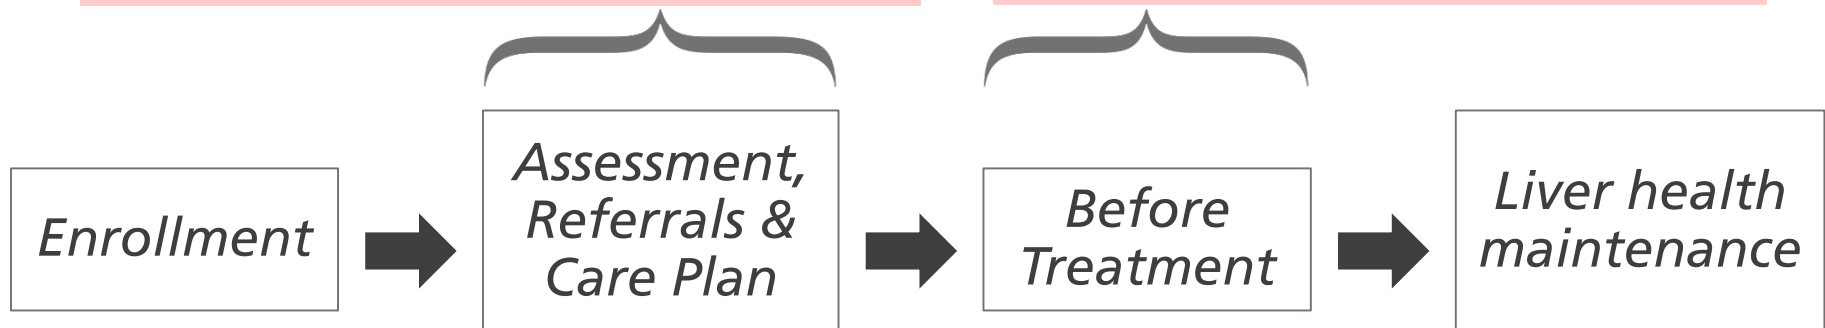 Enrollment
Assessment,
Referrals &
Care Plan
Before
Treatment
Liver health
maintenance